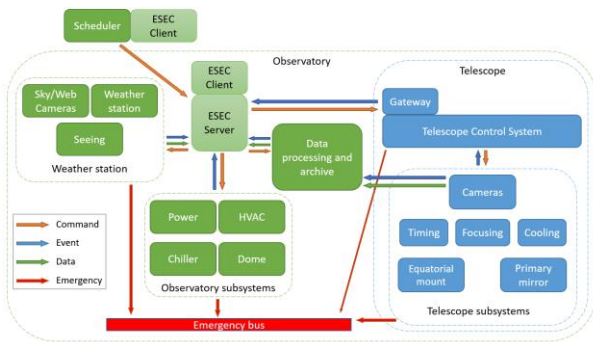 Scheduler
ESEC
Client
Observatory
ESEC
Client
Telescope
Sky/Web
Cameras
Weather
station
Gateway
ESEC
Server
Telescope Control System
Seeing
Data
processing and
archive
Weather station
Cameras
Command
Event
Data
Emergency
Power
HVAC
Timing
Focusing
Cooling
Chiller
Dome
Equatorial
mount
Primary
mirror
Observatory subsystems
Telescope subsystems
Emergency bus